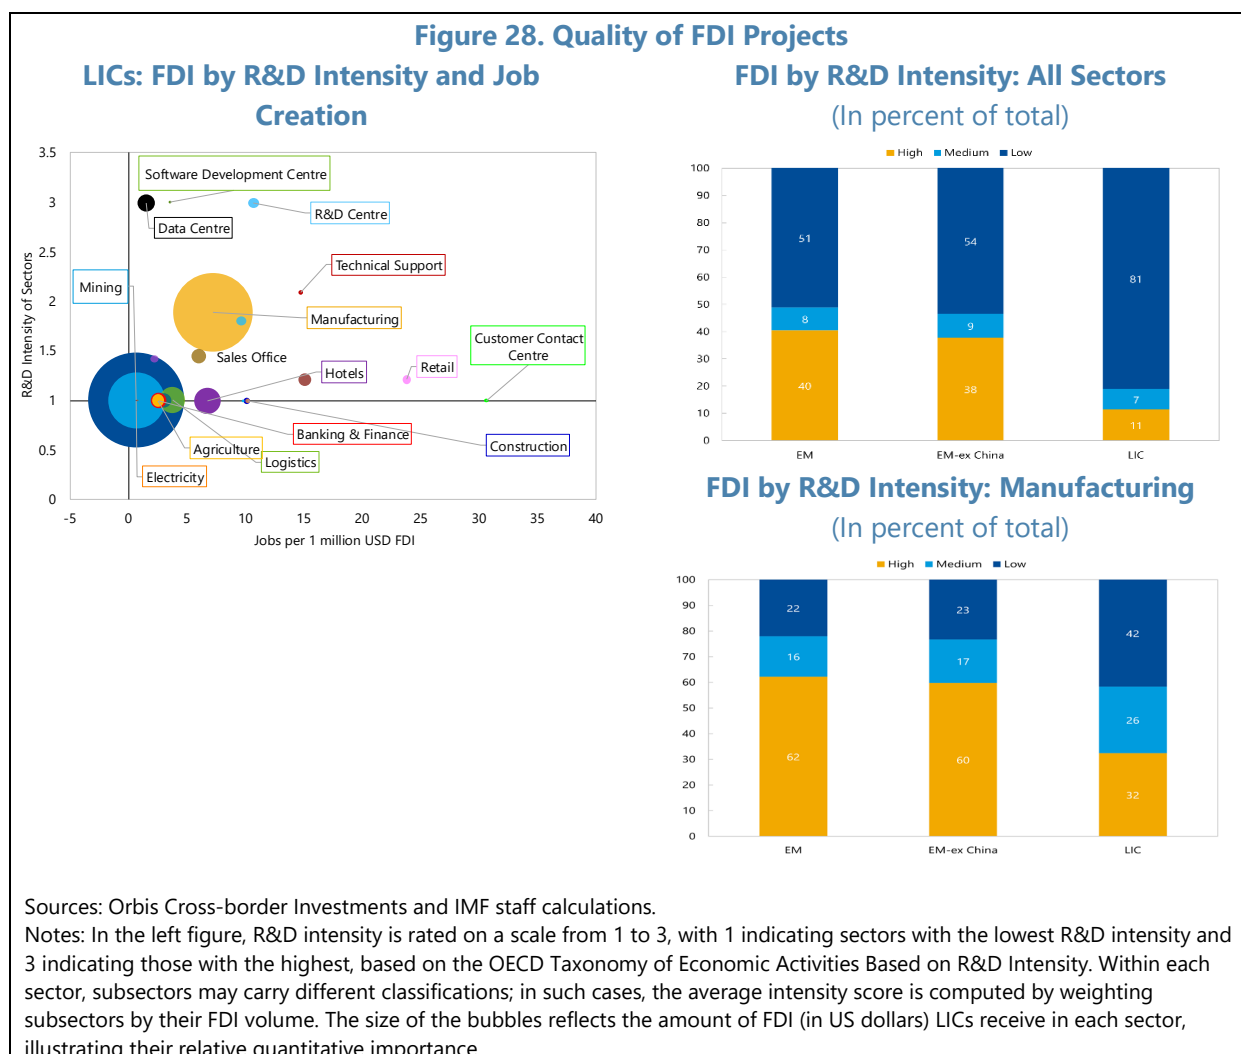 Figure 28. Quality of FDI Projects
LICs: FDI by R&D Intensity and Job
Creation
3.5
3
2.5
2
1.5
1
0.5
0
R&D Intensity of Sectors
Software Development Centre
Data Centre
R&D Centre
Technical Support
Mining
Manufacturing
Customer Contact
Centre
Sales Office
Hotels
Retail
Banking & Finance
Construction
Agriculture
Logistics
Electricity
-5 0 5 10 15 20 25 30 35 40
Jobs per 1 million USD FDI
FDI by R&D Intensity: All Sectors
(In percent of total)
High Medium Low
100
90
80
70
60
50
40
30
20
10
0
51 54 81
8 9 7
40 38 11
EM EM-ex China LIC
FDI by R&D Intensity: Manufacturing
(In percent of total)
High Medium Low
100
90
80
70
60
50
40
30
20
10
0
22 23 42
16 17 26
62 60 32
EM EM-ex China LIC
Sources: Orbis Cross-border Investments and IMF staff calculations.
Notes: In the left figure, R&D intensity is rated on a scale from 1 to 3, with 1 indicating sectors with the lowest R&D intensity and
3 indicating those with the highest, based on the OECD Taxonomy of Economic Activities Based on R&D Intensity. Within each
sector, subsectors may carry different classifications; in such cases, the average intensity score is computed by weighting
subsectors by their FDI volume. The size of the bubbles reflects the amount of FDI (in US dollars) LICs receive in each sector,
illustrating their relative quantitative importance